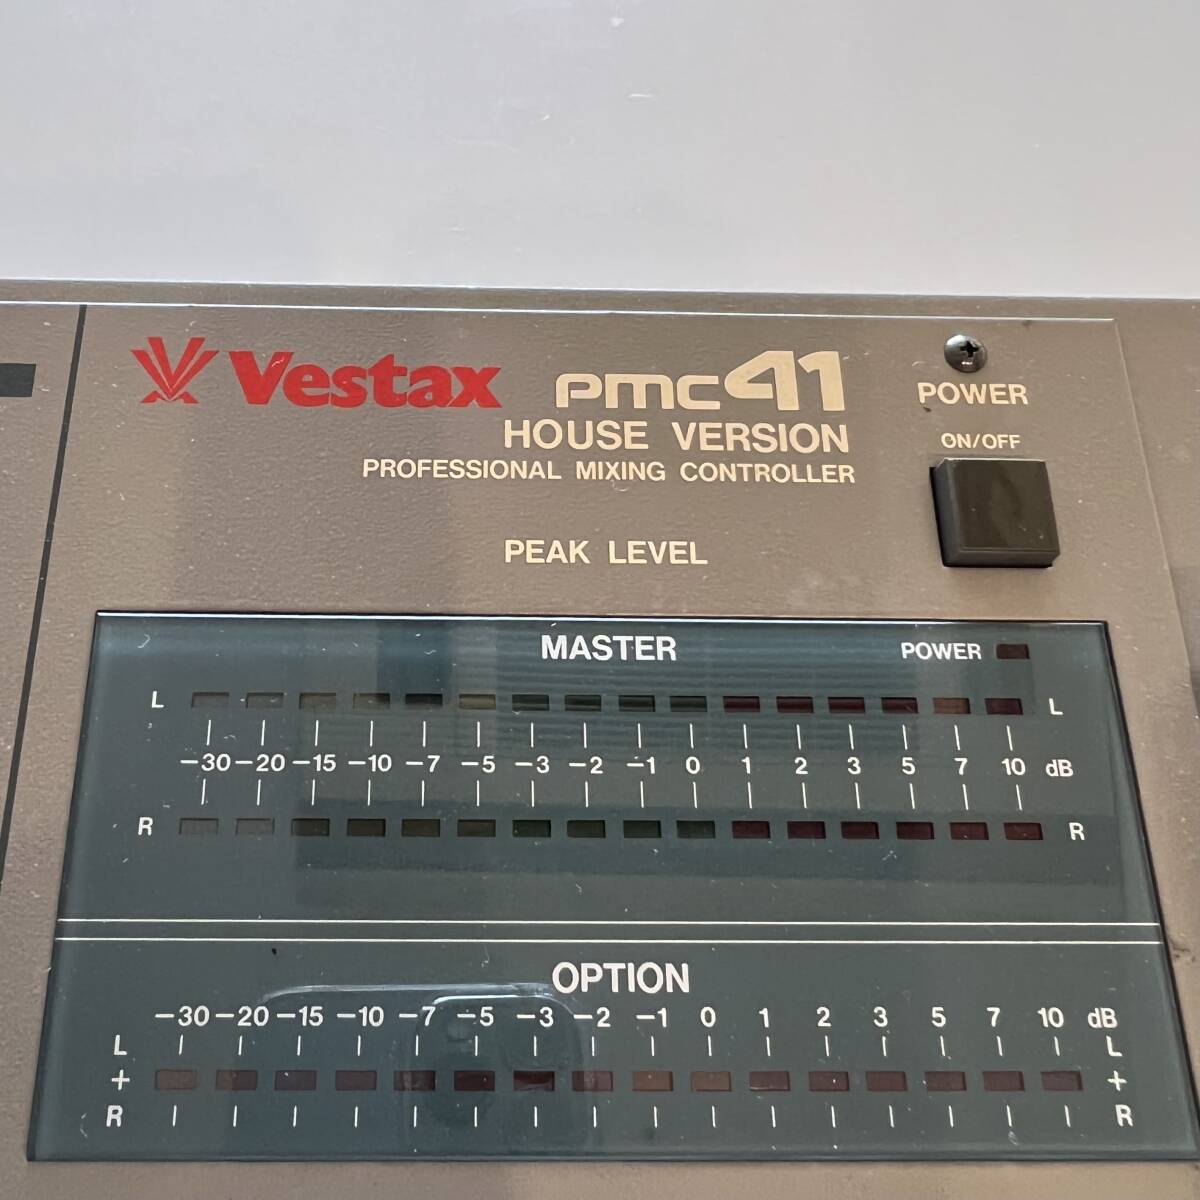 Vestax PMC41
HOUSE VERSION
PROFESSIONAL MIXING CONTROLLER
POWER
ON/OFF
PEAK LEVEL
MASTER
POWER
L L
-30 -20 -15 -10 -7 -5 -3 -2 -1 0 1 2 3 5 7 10 dB
R R
OPTION
-30 -20 -15 -10 -7 -5 -3 -2 -1 0 1 2 3 5 7 10 dB
L L
+ +
R R